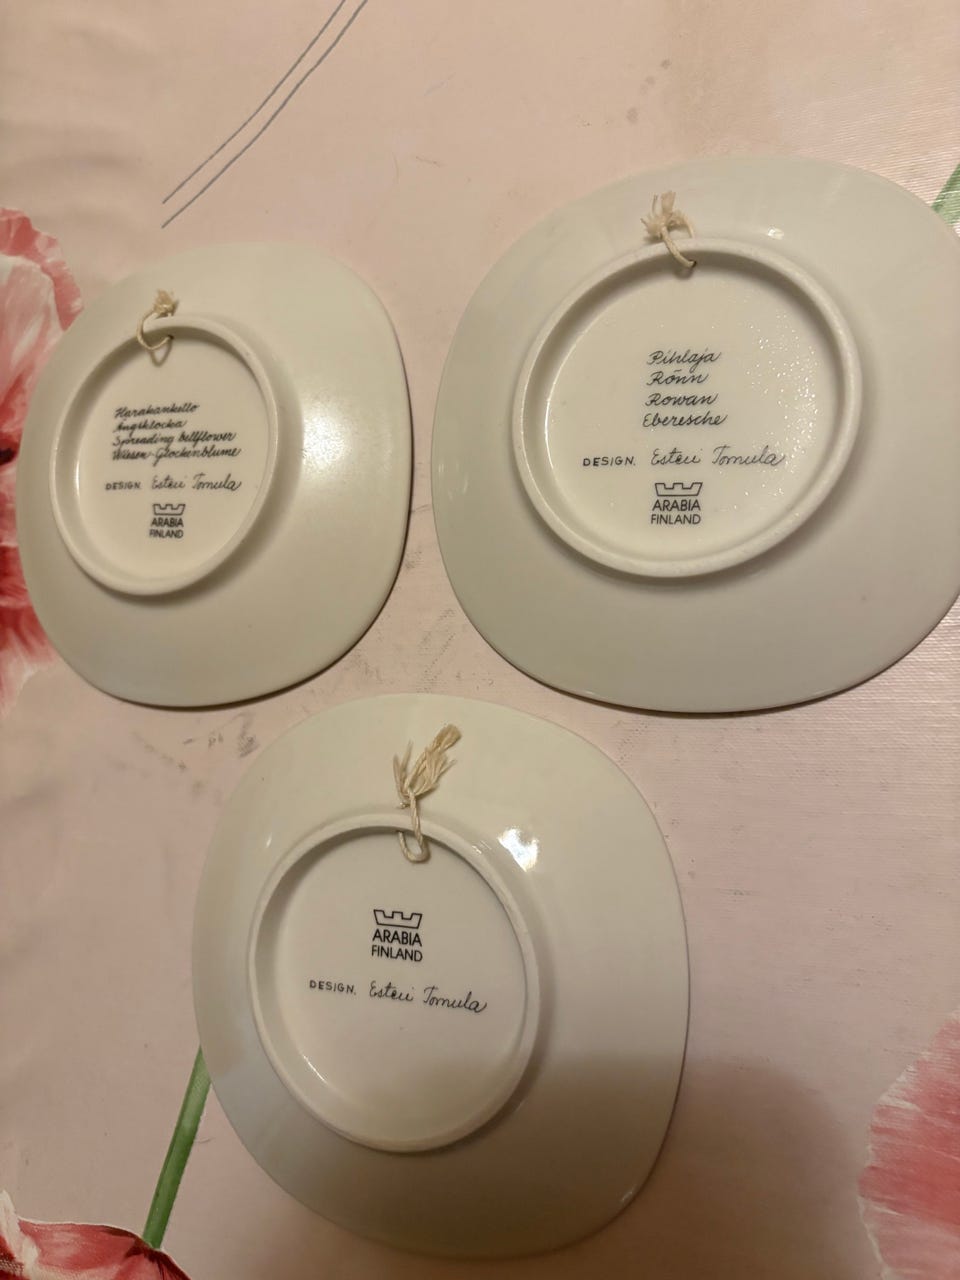 Harakankello
Ängsklocka
Spreading bellflower
Wiesen-Glockenblume
DESIGN. Esteri Tomula
ARABIA
FINLAND
Pihlaja
Rönn
Rowan
Eberesche
DESIGN. Esteri Tomula
ARABIA
FINLAND
ARABIA
FINLAND
DESIGN. Esteri Tomula